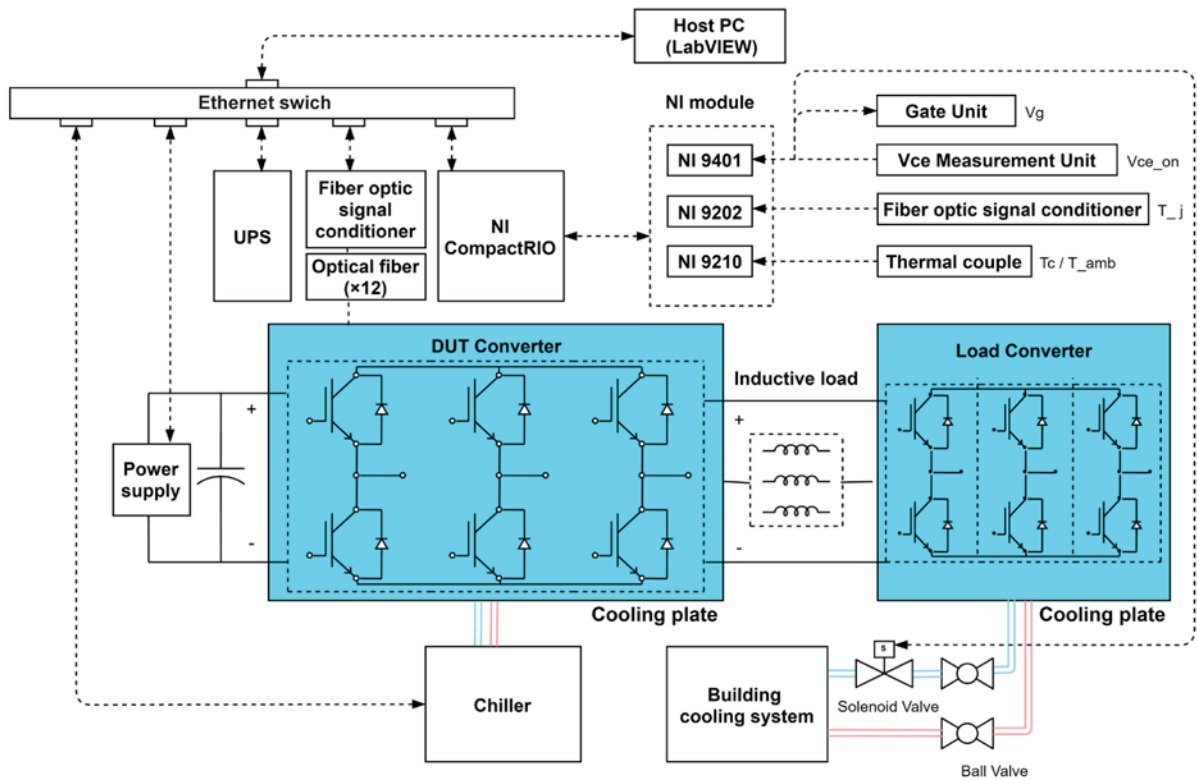 Host PC
(LabVIEW)
Ethernet swich
NI module
Gate Unit
Vg
NI 9401
Vce Measurement Unit
Vce_on
UPS
Fiber optic
signal
conditioner
NI
CompactRIO
NI 9202
Fiber optic signal conditioner
T_j
Optical fiber
(×12)
NI 9210
Thermal couple
Tc / T_amb
DUT Converter
Load Converter
Inductive load
+
+
Power
supply
-
-
Cooling plate
Cooling plate
Chiller
Building
cooling system
S
Solenoid Valve
Ball Valve